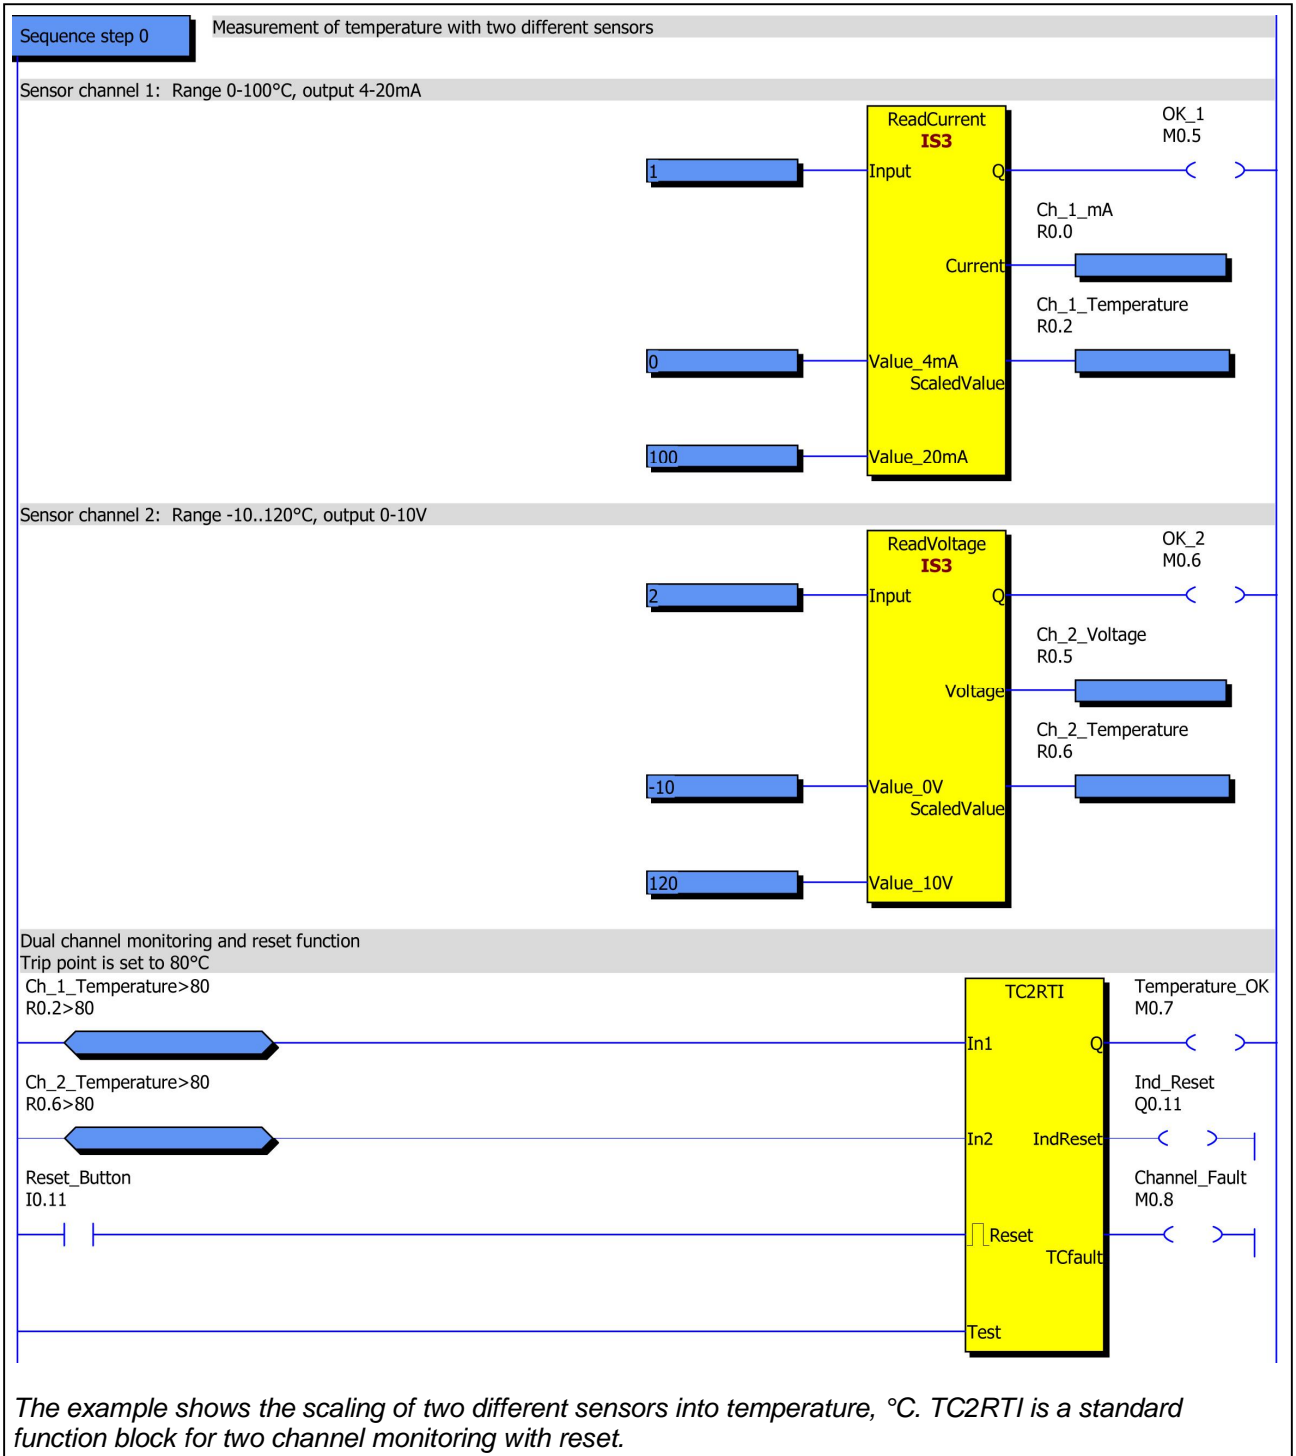 Sequence step 0
Measurement of temperature with two different sensors
Sensor channel 1:  Range 0-100°C, output 4-20mA
ReadCurrent
IS3
OK_1
M0.5
1
Input
Q
Ch_1_mA
R0.0
Current
Ch_1_Temperature
R0.2
0
Value_4mA
ScaledValue
100
Value_20mA
Sensor channel 2:  Range -10..120°C, output 0-10V
ReadVoltage
IS3
OK_2
M0.6
2
Input
Q
Ch_2_Voltage
R0.5
Voltage
Ch_2_Temperature
R0.6
-10
Value_0V
ScaledValue
120
Value_10V
Dual channel monitoring and reset function
Trip point is set to 80°C
Ch_1_Temperature>80
R0.2>80
TC2RTI
Temperature_OK
M0.7
In1
Q
Ch_2_Temperature>80
R0.6>80
Ind_Reset
Q0.11
In2
IndReset
Reset_Button
I0.11
Channel_Fault
M0.8
Reset
TCfault
Test
The example shows the scaling of two different sensors into temperature, °C. TC2RTI is a standard
function block for two channel monitoring with reset.